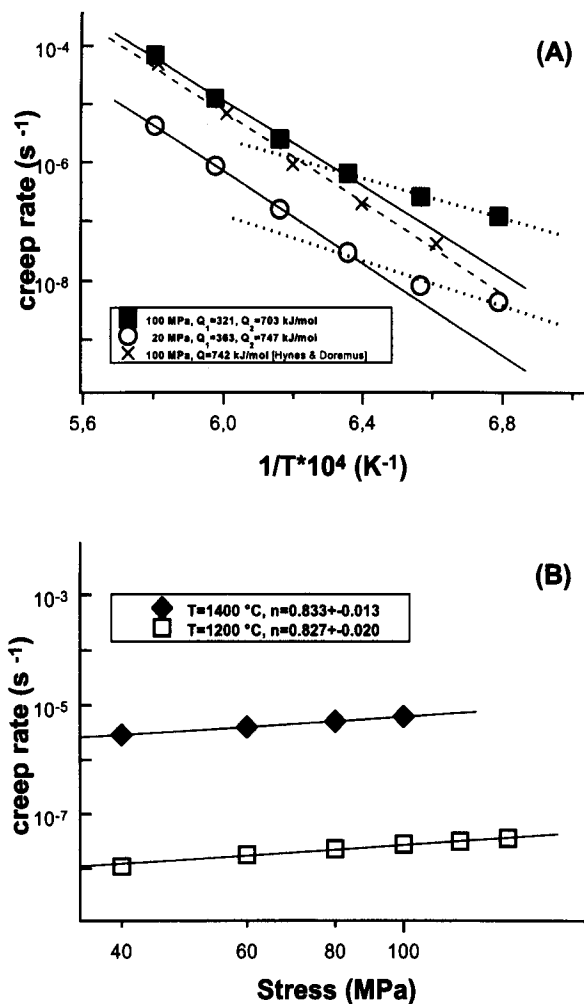 (A)
10-4
10-6
10-8
creep rate (s -1)
100 MPa, Q1=321, Q2=703 kJ/mol
20 MPa, Q1=363, Q2=747 kJ/mol
100 MPa, Q=742 kJ/mol [Hynes & Doremus]
5,6 6,0 6,4 6,8
1/T*10 4 (K-1)
(B)
10-3
10-5
10-7
creep rate (s -1)
T=1400 °C, n=0.833+-0.013
T=1200 °C, n=0.827+-0.020
40 60 80 100
Stress (MPa)